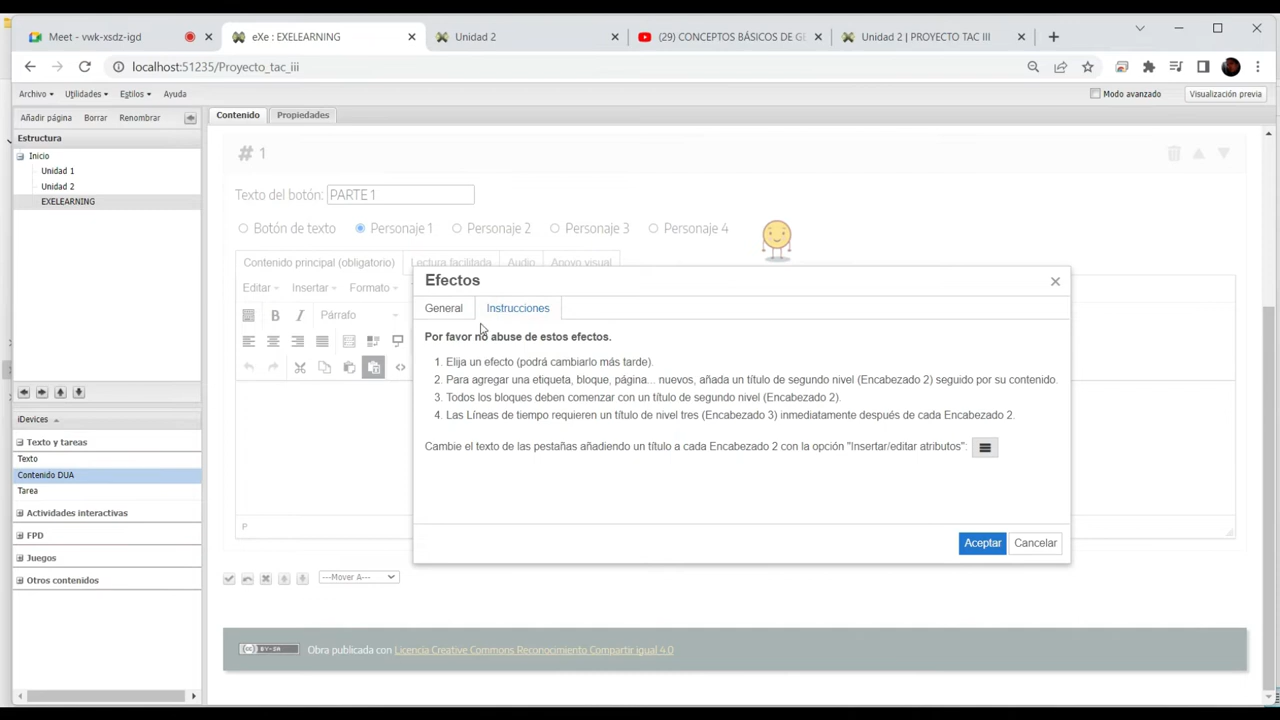 Meet - vwk-xsdz-igd
eXe : EXELEARNING
Unidad 2
(29) CONCEPTOS BÁSICOS DE GE
Unidad 2 | PROYECTO TAC III
localhost:51235/Proyecto_tac_iii
Archivo
Utilidades
Estilos
Ayuda
Modo avanzado
Visualización previa
Añadir página
Borrar
Renombrar
Contenido
Propiedades
Estructura
Inicio
Unidad 1
Unidad 2
EXELEARNING
# 1
Texto del botón:
PARTE 1
Botón de texto
Personaje 1
Personaje 2
Personaje 3
Personaje 4
Contenido principal (obligatorio)
Lectura facilitada
Audio
Apoyo visual
Editar
Insertar
Formato
Párrafo
P
Efectos
General
Instrucciones
Por favor no abuse de estos efectos.
1. Elija un efecto (podrá cambiarlo más tarde).
2. Para agregar una etiqueta, bloque, página... nuevos, añada un título de segundo nivel (Encabezado 2) seguido por su contenido.
3. Todos los bloques deben comenzar con un título de segundo nivel (Encabezado 2).
4. Las Líneas de tiempo requieren un título de nivel tres (Encabezado 3) inmediatamente después de cada Encabezado 2.
Cambie el texto de las pestañas añadiendo un título a cada Encabezado 2 con la opción "Insertar/editar atributos":
Aceptar
Cancelar
iDevices
Texto y tareas
Texto
Contenido DUA
Tarea
Actividades interactivas
FPD
Juegos
Otros contenidos
---Mover A---
BY-SA
Obra publicada con Licencia Creative Commons Reconocimiento Compartir igual 4.0